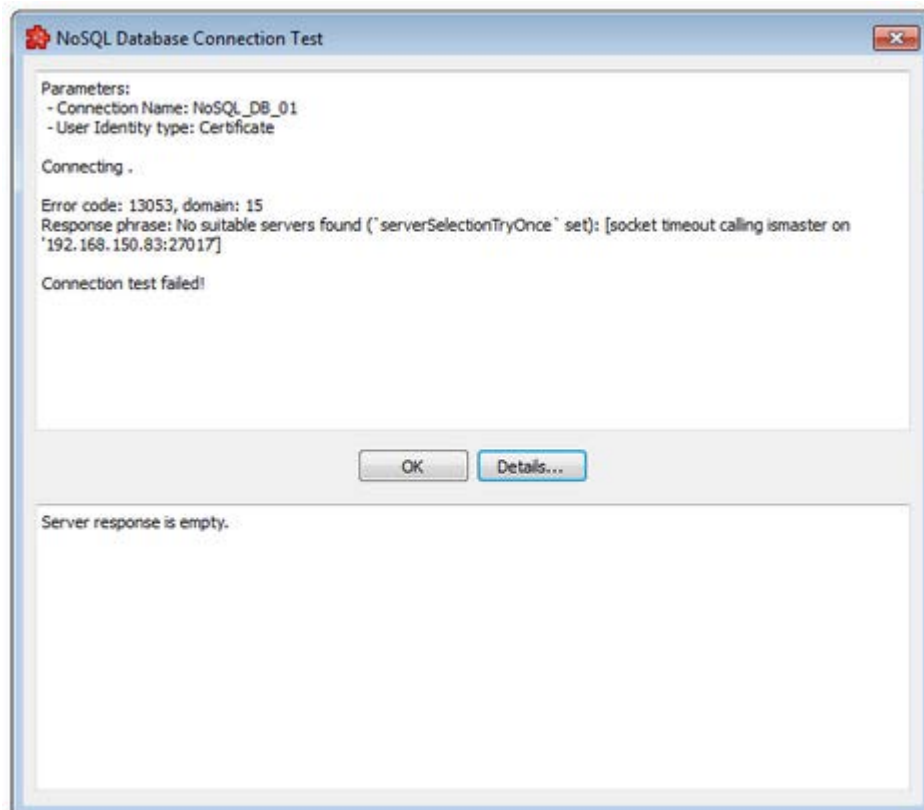 NoSQL Database Connection Test
Parameters:
- Connection Name: NoSQL_DB_01
- User Identity type: Certificate
Connecting .
Error code: 13053, domain: 15
Response phrase: No suitable servers found (`serverSelectionTryOnce` set): [socket timeout calling ismaster on
'192.168.150.83:27017']
Connection test failed!
OK
Details...
Server response is empty.